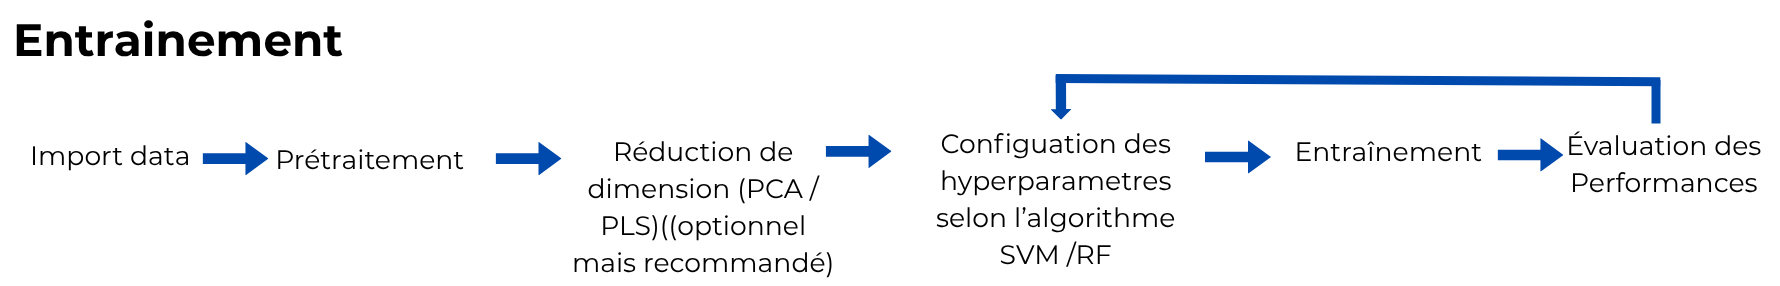 Entrainement
Import data
Prétraitement
Réduction de
dimension (PCA /
PLS)((optionnel
mais recommandé)
Configuation des
hyperparametres
selon l'algorithme
SVM /RF
Entraînement
Évaluation des
Performances